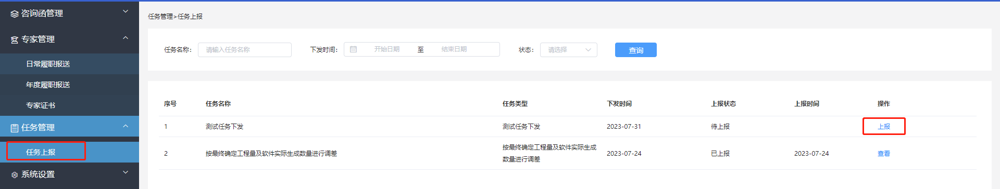 咨询函管理
专家管理
日常履职报送
年度履职报送
专家证书
任务管理
任务上报
系统设置
任务管理>任务上报
任务名称: 请输入任务名称 下发时间: 开始日期 至 结束日期 状态: 请选择 查询
序号 任务名称 任务类型 下发时间 上报状态 上报时间 操作
1 测试任务下发 测试任务下发 2023-07-31 待上报 上报
2 按最终确定工程量及软件实际生成数量进行调差 按最终确定工程量及软件实际生成 2023-07-24 已上报 2023-07-24 查看
数量进行调差